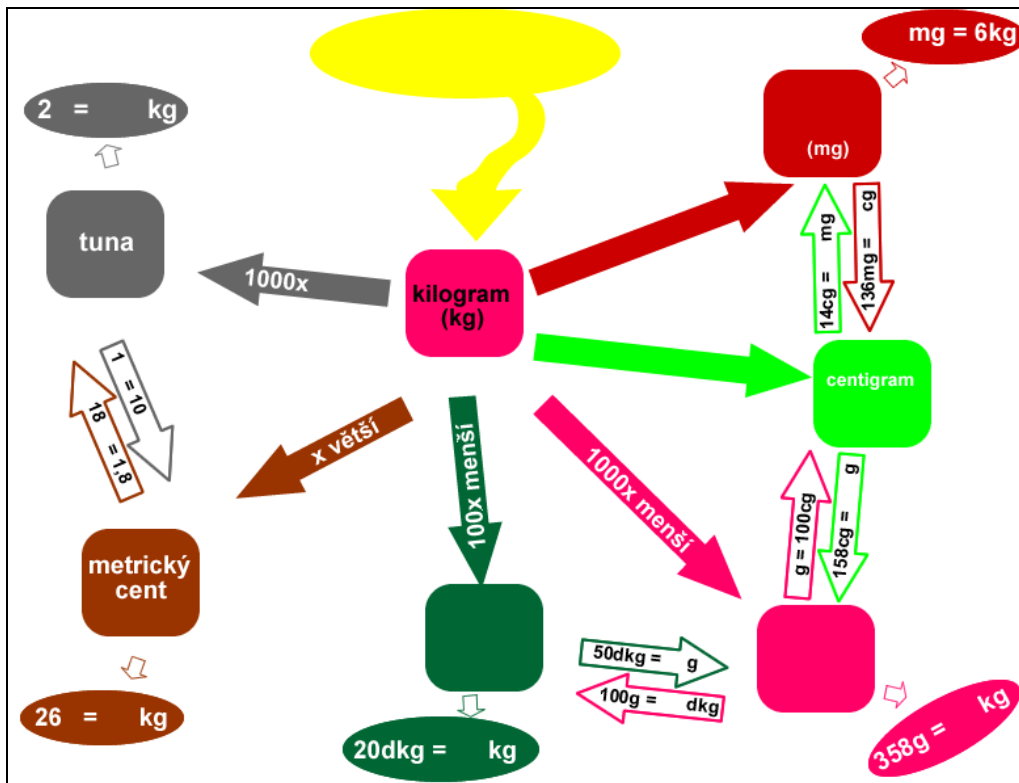 mg = 6kg
2 = kg
(mg)
tuna
1000x
kilogram
(kg)
14cg = mg
136mg = cg
centigram
1 = 10
18 = 1,8
x větší
100x menší
1000x menší
g = 100cg
158cg = g
metrický
cent
50dkg = g
100g = dkg
26 = kg
20dkg = kg
358g = kg